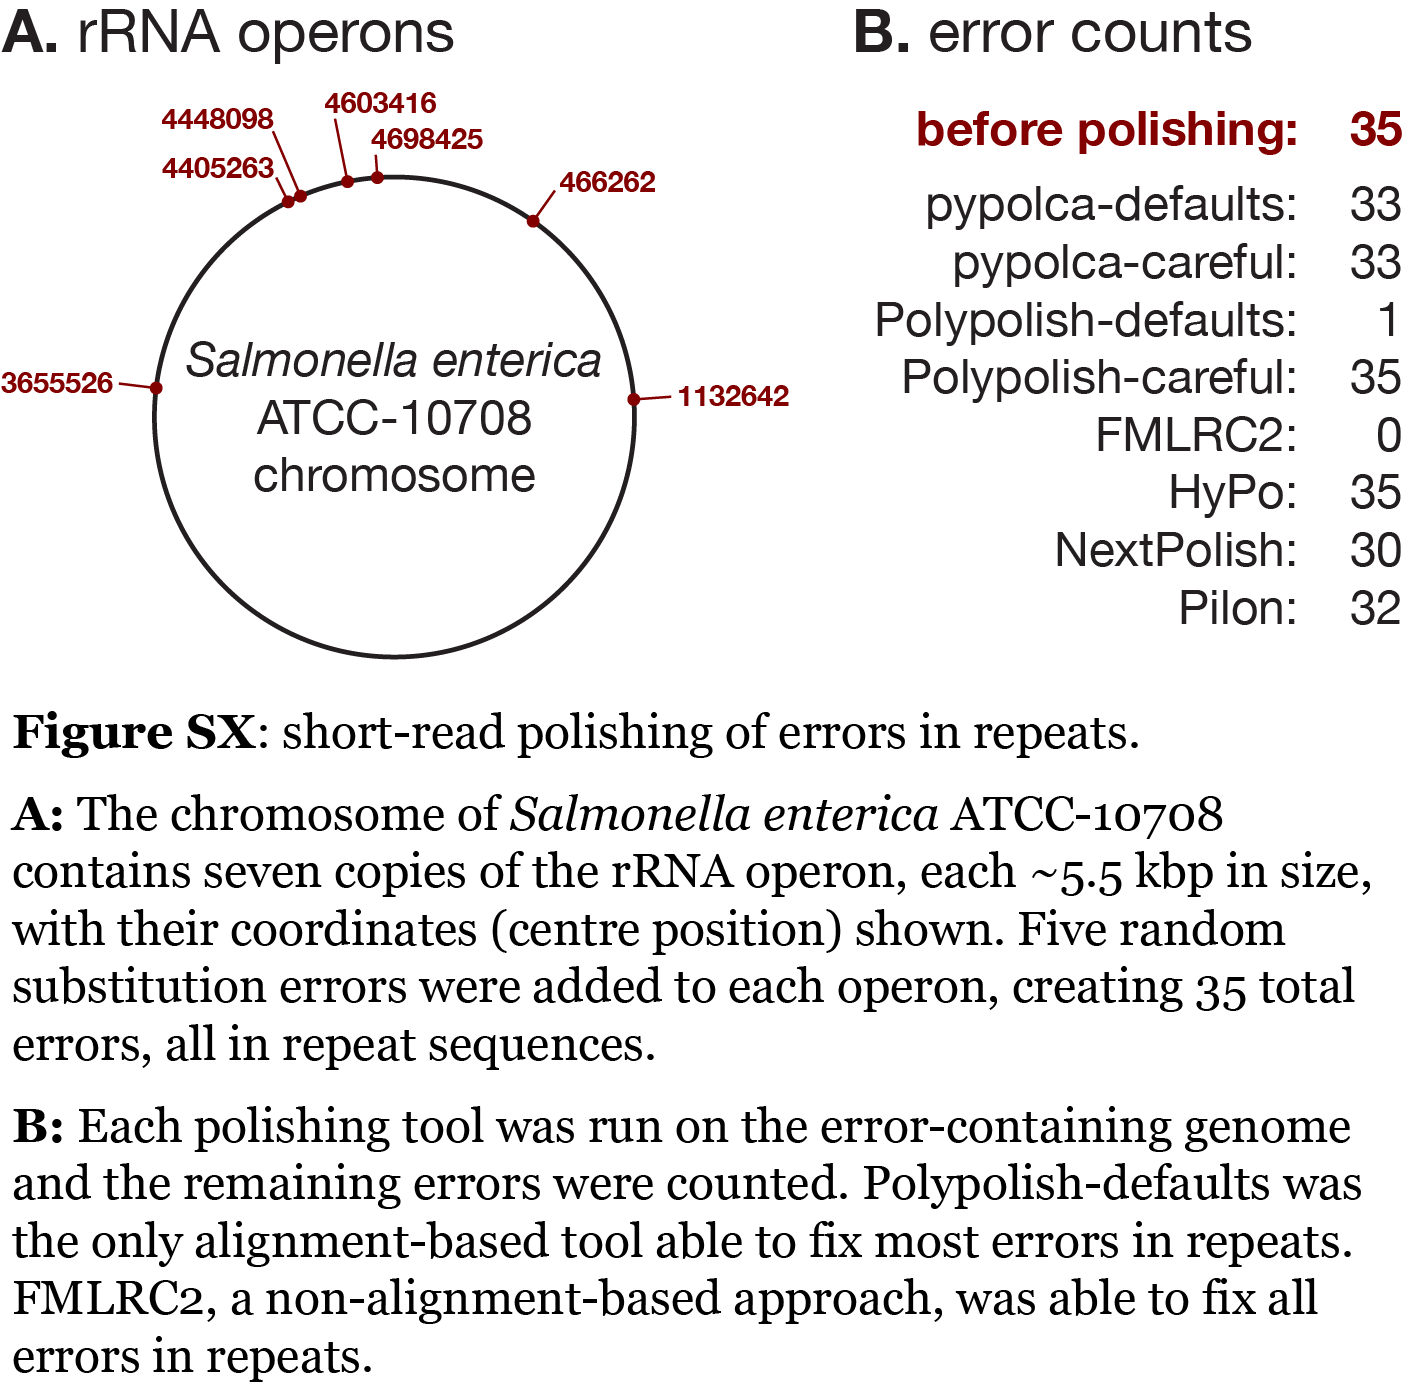 A. rRNA operons
4448098
4603416
4698425
4405263
466262
3655526
1132642
Salmonella enterica
ATCC-10708
chromosome
B. error counts
before polishing: 35
pypolca-defaults: 33
pypolca-careful: 33
Polypolish-defaults: 1
Polypolish-careful: 35
FMLRC2: 0
HyPo: 35
NextPolish: 30
Pilon: 32
Figure SX: short-read polishing of errors in repeats.
A: The chromosome of Salmonella enterica ATCC-10708
contains seven copies of the rRNA operon, each ~5.5 kbp in size,
with their coordinates (centre position) shown. Five random
substitution errors were added to each operon, creating 35 total
errors, all in repeat sequences.
B: Each polishing tool was run on the error-containing genome
and the remaining errors were counted. Polypolish-defaults was
the only alignment-based tool able to fix most errors in repeats.
FMLRC2, a non-alignment-based approach, was able to fix all
errors in repeats.